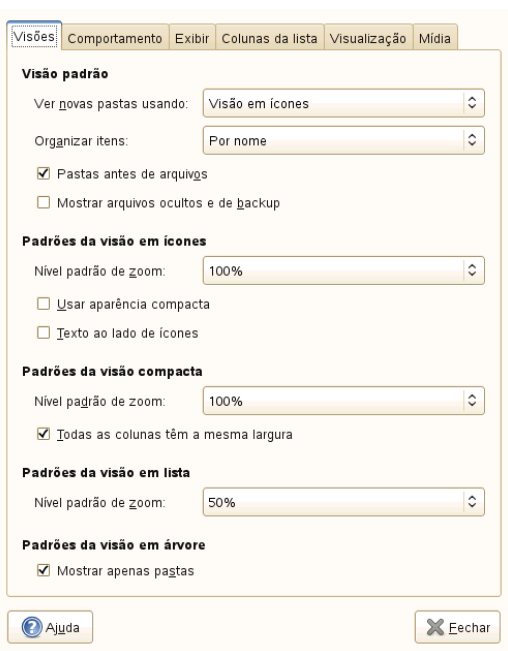 Visões Comportamento Exibir Colunas da lista Visualização Mídia
Visão padrão
Ver novas pastas usando: Visão em ícones
Organizar itens: Por nome
Pastas antes de arquivos
Mostrar arquivos ocultos e de backup
Padrões da visão em ícones
Nível padrão de zoom: 100%
Usar aparência compacta
Texto ao lado de ícones
Padrões da visão compacta
Nível padrão de zoom: 100%
Todas as colunas têm a mesma largura
Padrões da visão em lista
Nível padrão de zoom: 50%
Padrões da visão em árvore
Mostrar apenas pastas
Ajuda Fechar